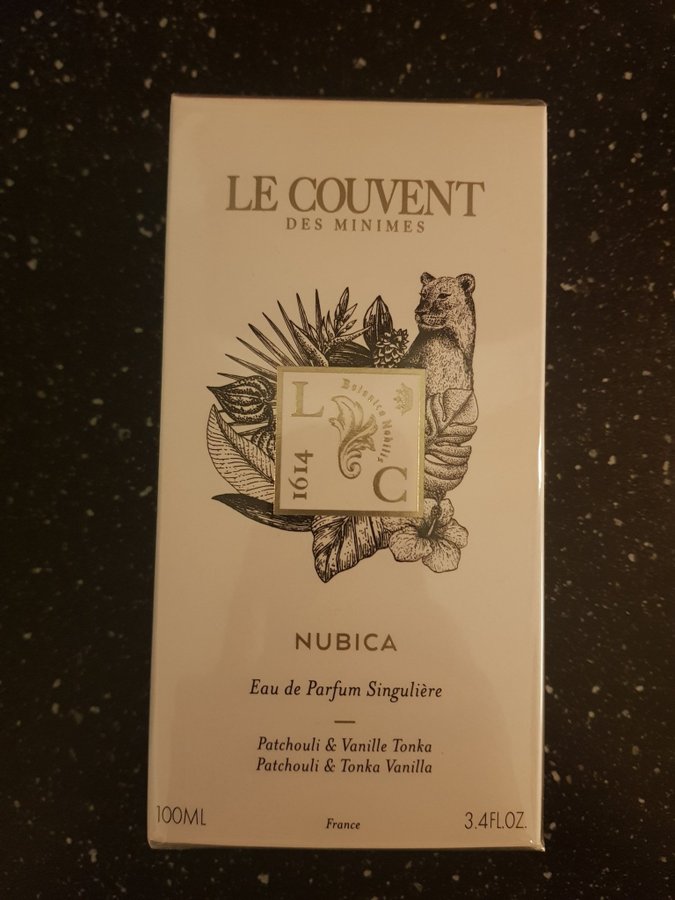 LE COUVENT
DES MINIMES
L
Botanica Nobilis
1614
C
NUBICA
Eau de Parfum Singulière
Patchouli & Vanille Tonka
Patchouli & Tonka Vanilla
100ML
France
3.4FL.OZ.